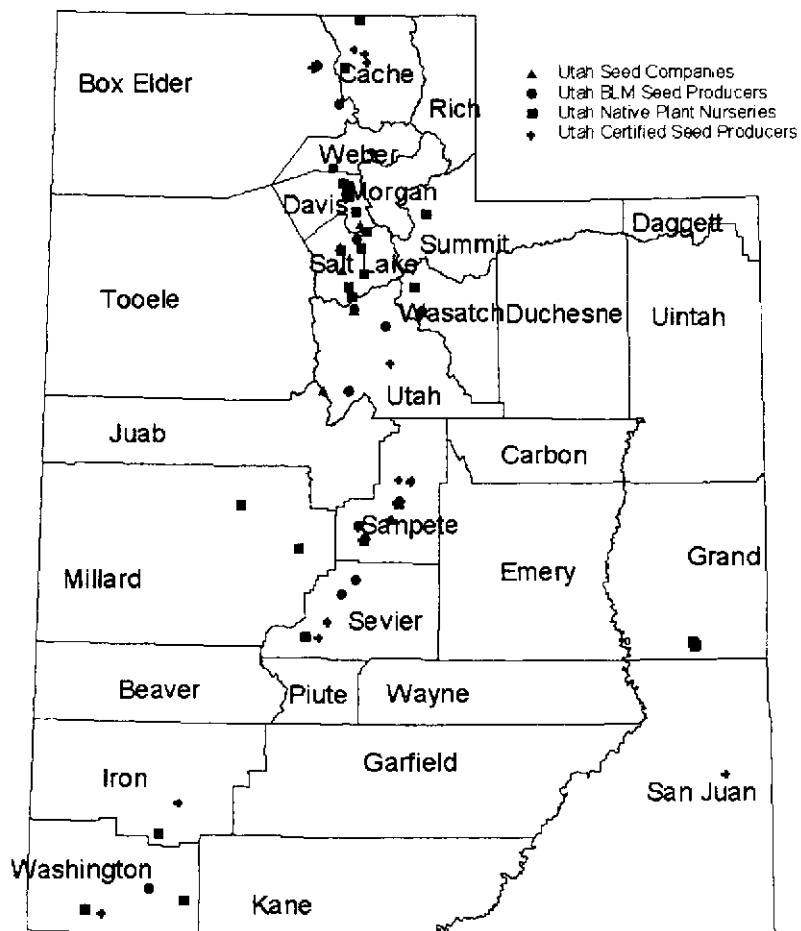 Box Elder
Cache
Rich
Utah Seed Companies
Utah BLM Seed Producers
Utah Native Plant Nurseries
Utah Certified Seed Producers
Weber
Morgan
Davis
Summit
Daggett
Salt Lake
Tooele
Wasatch
Duchesne
Uintah
Utah
Juab
Carbon
Sanpete
Grand
Millard
Emery
Sevier
Beaver
Piute
Wayne
Iron
Garfield
San Juan
Washington
Kane